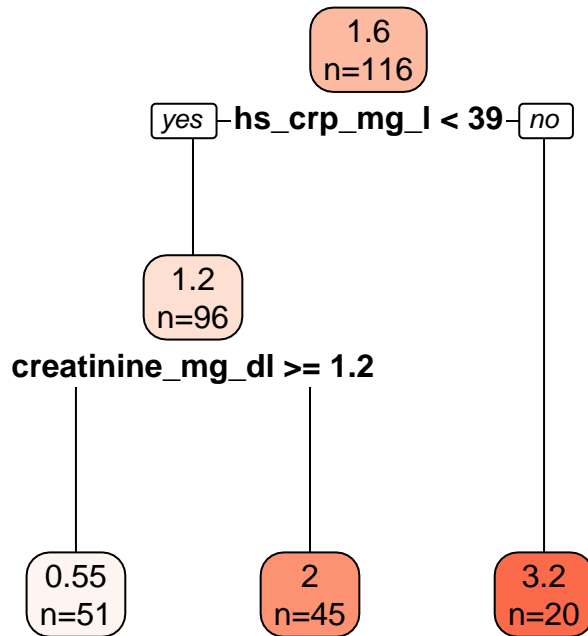 1.6
n=116
yes hs_crp_mg_l < 39 no
1.2
n=96
creatinine_mg_dl >= 1.2
0.55
n=51
2
n=45
3.2
n=20